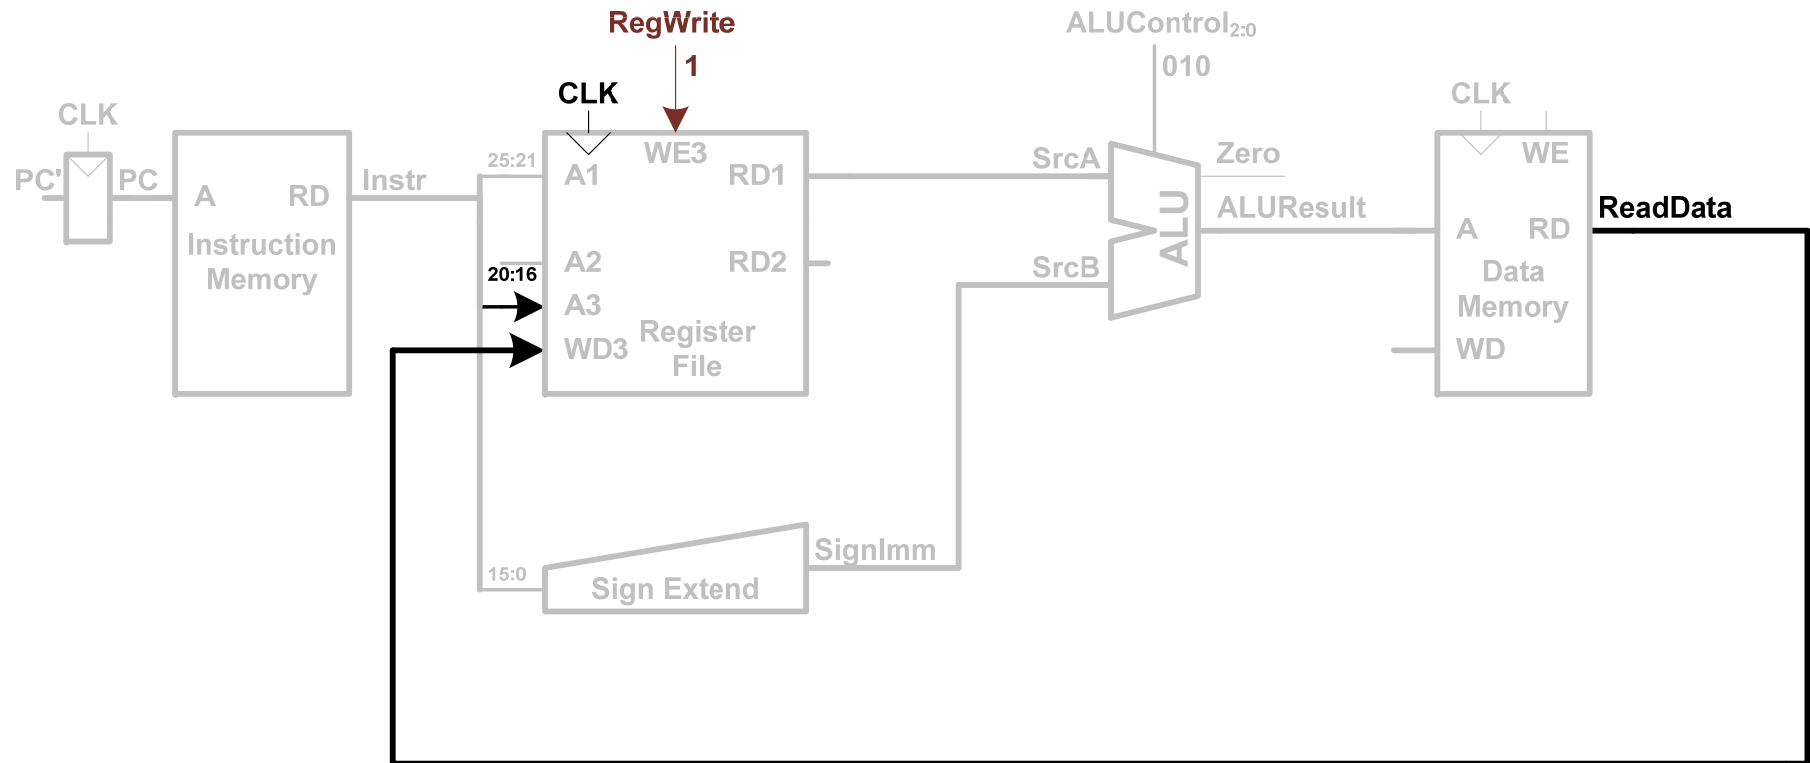 RegWrite
1
ALUControl2:0
010
CLK
CLK
CLK
PC'
PC
A
RD
Instruction
Memory
Instr
25:21
20:16
15:0
A1
WE3
RD1
A2
RD2
A3
WD3
Register
File
Sign Extend
SignImm
SrcA
SrcB
ALU
Zero
ALUResult
WE
A
RD
Data
Memory
WD
ReadData